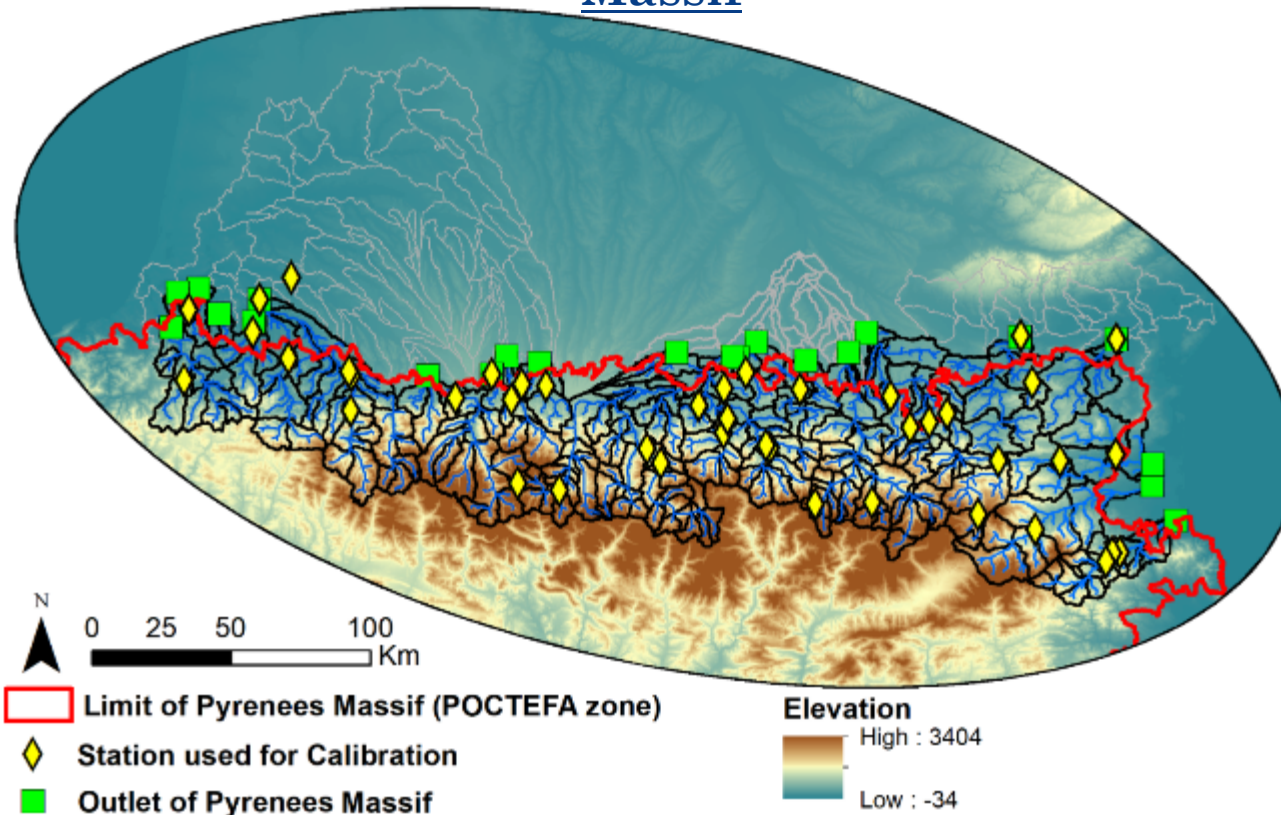 Massif
N
0 25 50 100
Km
Limit of Pyrenees Massif (POCTEFA zone)
Station used for Calibration
Outlet of Pyrenees Massif
Elevation
High : 3404
Low : -34